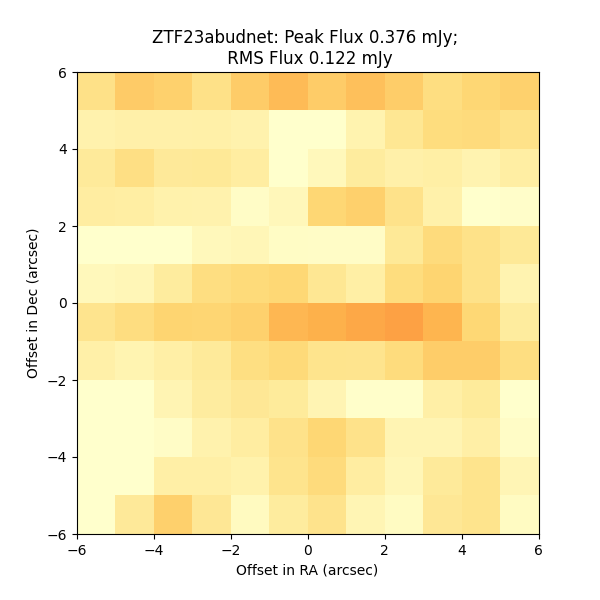 ZTF23abudnet: Peak Flux 0.376 mJy;
RMS Flux 0.122 mJy
6
4
2
0
−2
−4
−6
Offset in Dec (arcsec)
−6 −4 −2 0 2 4 6
Offset in RA (arcsec)